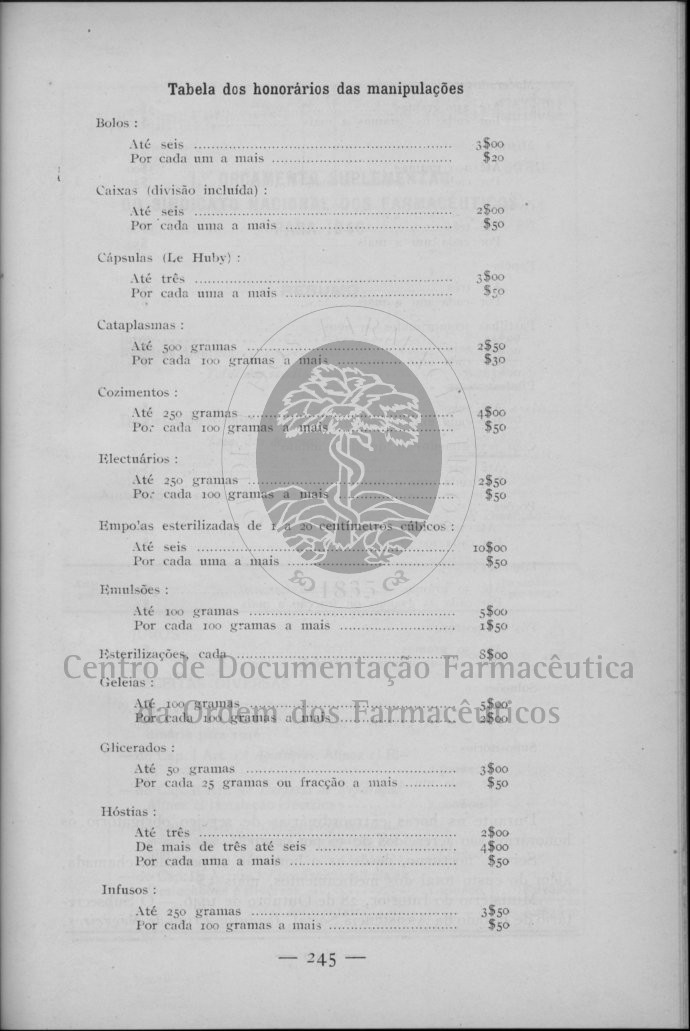 Tabela dos honorários das manipulações
Bolos :
Até seis ........ 3$00
Por cada um a mais ........ $20
Caixas (divisão incluída) :
Até seis ........ 2$00
Por cada uma a mais ........ $50
Cápsulas (Le Huby) :
Até três ........ 3$00
Por cada uma a mais ........ $50
Cataplasmas :
Até 500 gramas ........ 2$50
Por cada 100 gramas a mais ........ $30
Cozimentos :
Até 250 gramas ........ 4$00
Por cada 100 gramas a mais ........ $50
Electuários :
Até 250 gramas ........ 2$50
Por cada 100 gramas a mais ........ $50
Empolas esterilizadas de 1 a 20 centímetros cúbicos :
Até seis ........ 10$00
Por cada uma a mais ........ $50
1835
Emulsões :
Até 100 gramas ........ 5$00
Por cada 100 gramas a mais ........ 1$50
Esterilizações, cada ........ 8$00
Centro de Documentação Farmacêutica
Geleias :
Até 100 gramas ........ 5$00
da Ordem dos Farmacêuticos
Por cada 100 gramas a mais ........ 2$00
Glicerados :
Até 50 gramas ........ 3$00
Por cada 25 gramas ou fracção a mais ........ $50
Hóstias :
Até três ........ 2$00
De mais de três até seis ........ 4$00
Por cada uma a mais ........ $50
Infusos :
Até 250 gramas ........ 3$50
Por cada 100 gramas a mais ........ $50
— 245 —